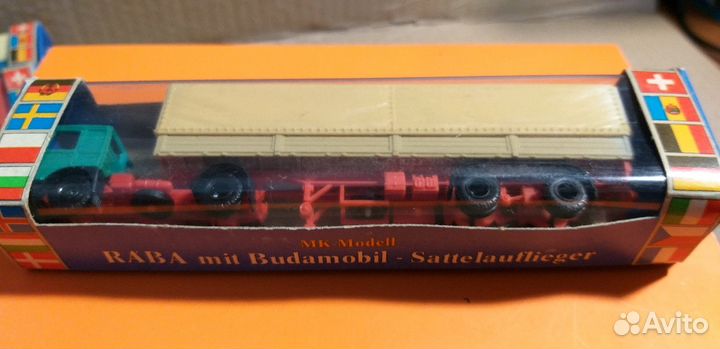 MK Modell
RABA mit Budamobil - Sattelauflieger
Avito